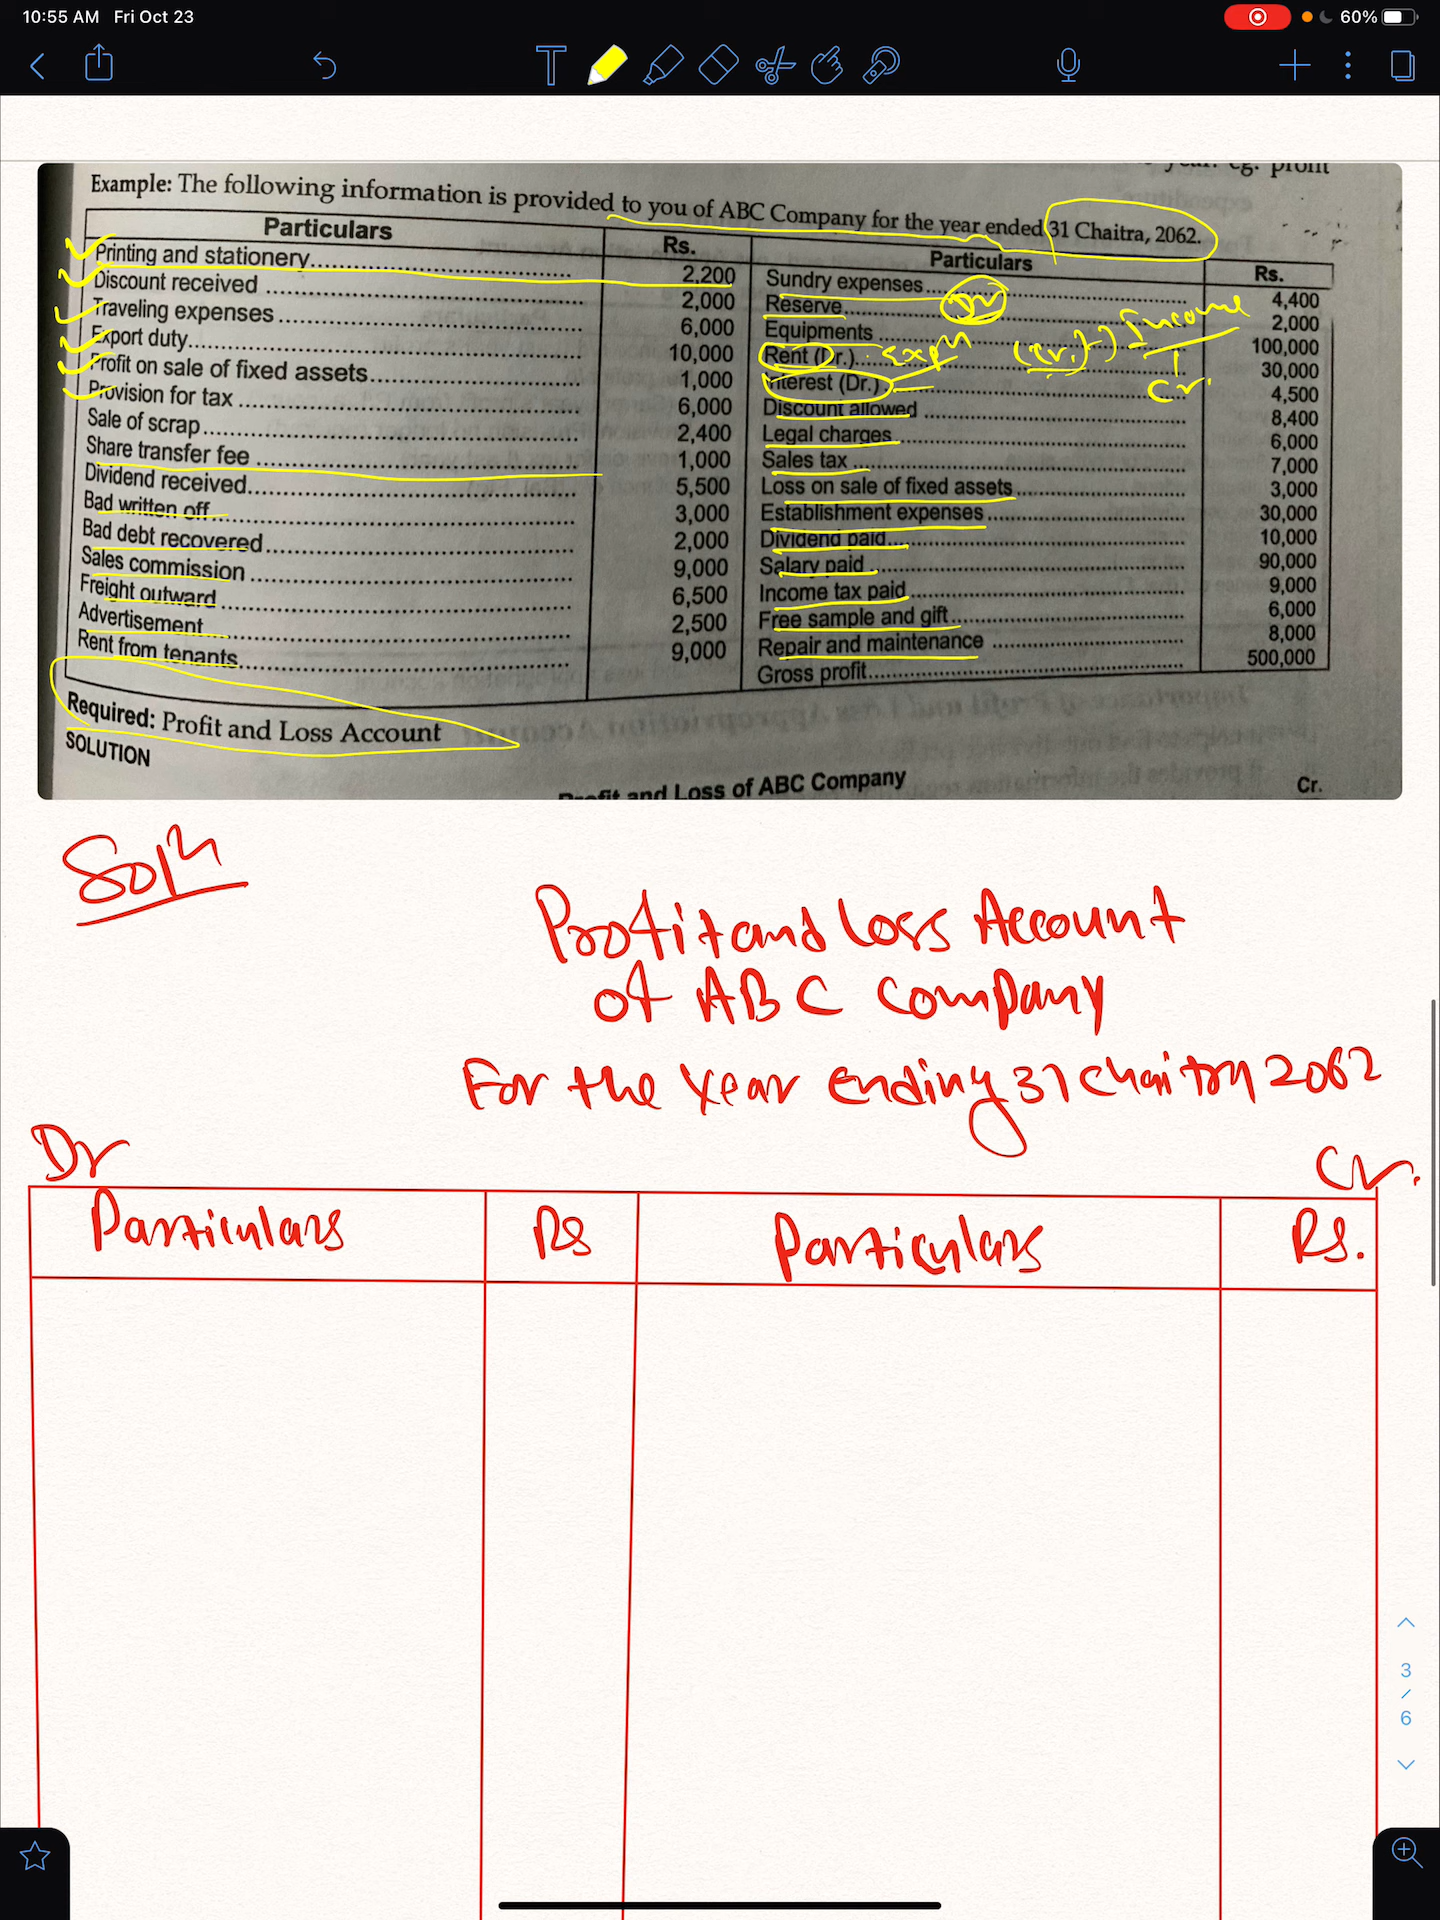 10:55 AM Fri Oct 23
60%
Example: The following information is provided to you of ABC Company for the year ended 31 Chaitra, 2062.
Particulars Rs. Particulars Rs.
Printing and stationery 2,200 Sundry expenses 4,400
Discount received 2,000 Reserve 2,000
Traveling expenses 6,000 Equipments 100,000
Export duty 10,000 Rent (Dr.) 30,000
Profit on sale of fixed assets 1,000 Interest (Dr.) 4,500
Provision for tax 6,000 Discount allowed 8,400
Sale of scrap 2,400 Legal charges 6,000
Share transfer fee 1,000 Sales tax 7,000
Dividend received 5,500 Loss on sale of fixed assets 3,000
Bad written off 3,000 Establishment expenses 30,000
Bad debt recovered 2,000 Dividend paid 10,000
Sales commission 9,000 Salary paid 90,000
Freight outward 6,500 Income tax paid 9,000
Advertisement 2,500 Free sample and gift 6,000
Rent from tenants 9,000 Repair and maintenance 8,000
Gross profit 500,000
(Cr.) Income
Cr.
Required: Profit and Loss Account
SOLUTION
Profit and Loss of ABC Company
Cr.
Soln
Profit and Loss Account
of ABC Company
For the Year Ending 31 Chaitra 2062
Dr Cr.
Particulars Rs Particulars Rs.
3
/
6